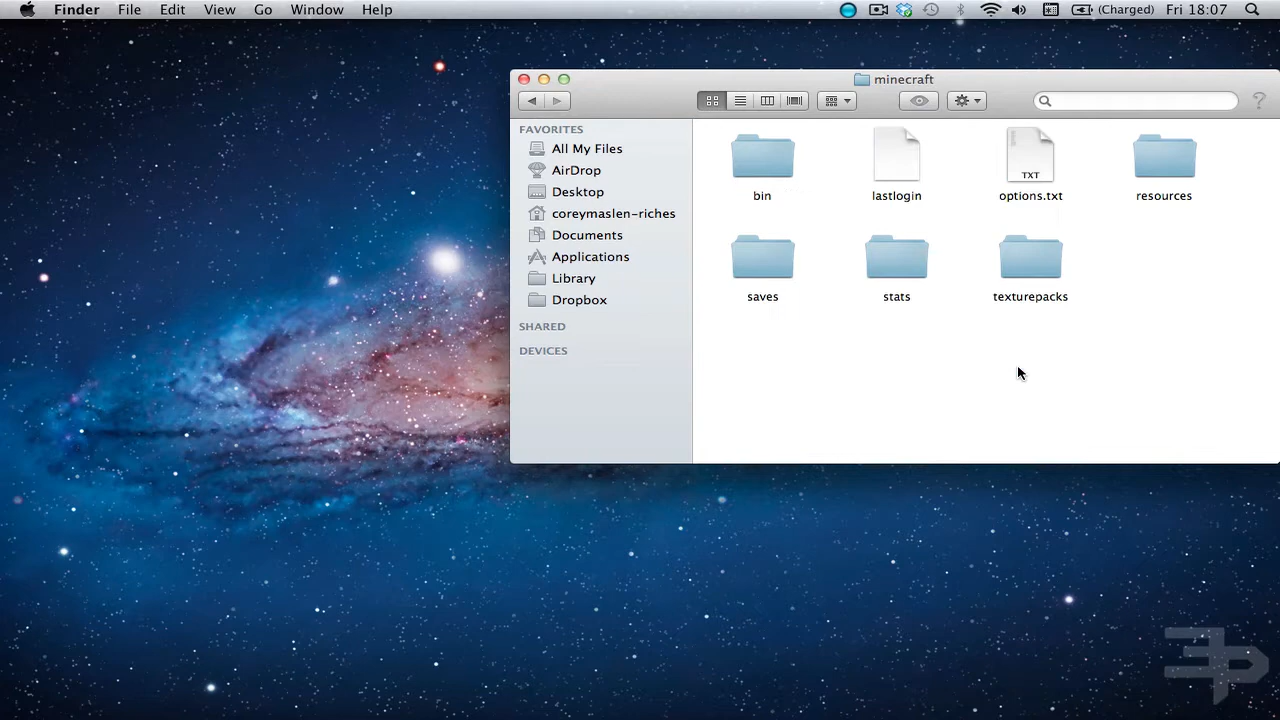 Finder File Edit View Go Window Help (Charged) Fri 18:07
minecraft
FAVORITES
All My Files
AirDrop
Desktop
coreymaslen-riches
Documents
Applications
Library
Dropbox
SHARED
DEVICES
TXT
bin lastlogin options.txt resources
saves stats texturepacks